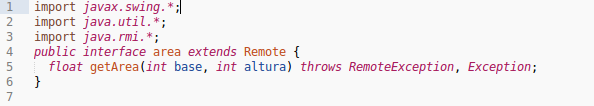 1 import javax.swing.*;
2 import java.util.*;
3 import java.rmi.*;
4 public interface area extends Remote {
5   float getArea(int base, int altura) throws RemoteException, Exception;
6 }
7